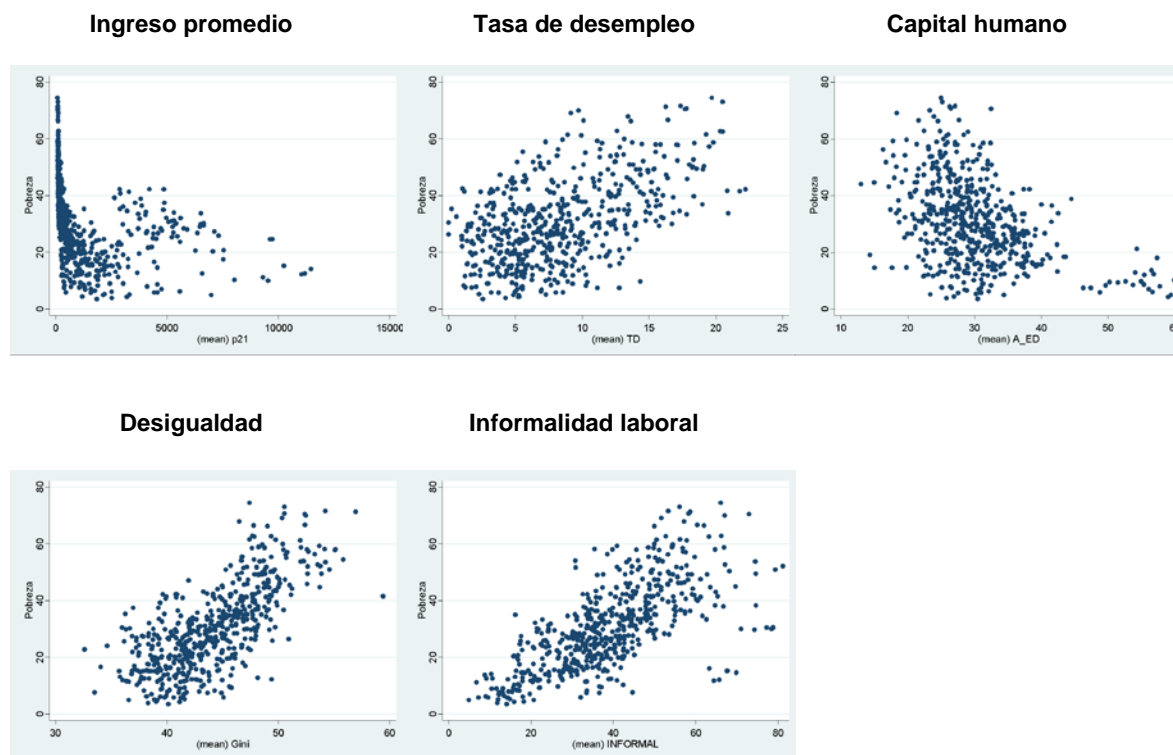 Ingreso promedio
Tasa de desempleo
Capital humano
Pobreza
0 20 40 60 80
0 5000 10000 15000
(mean) p21
Pobreza
0 20 40 60 80
0 5 10 15 20 25
(mean) TD
Pobreza
0 20 40 60 80
10 20 30 40 50
(mean) A_ED
Desigualdad
Informalidad laboral
Pobreza
0 20 40 60 80
30 40 50 60
(mean) Gini
Pobreza
0 20 40 60 80
0 20 40 60 80
(mean) INFORMAL